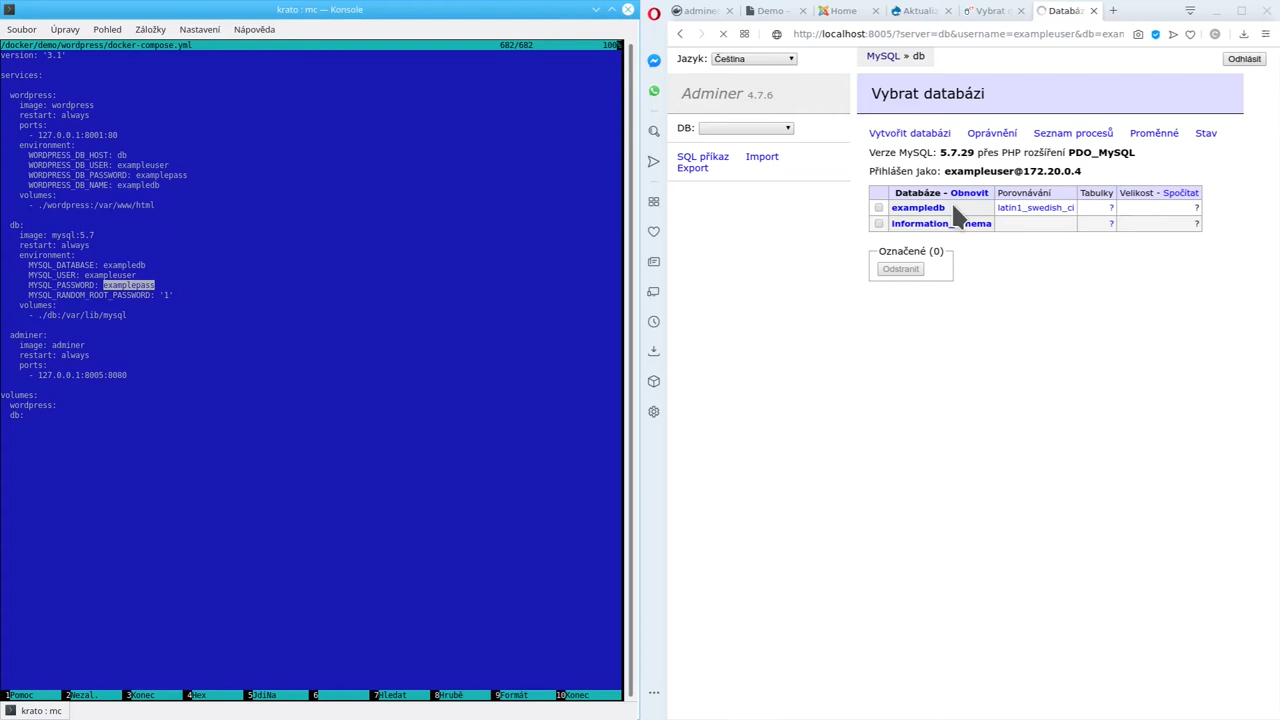 krato : mc — Konsole
Soubor Úpravy Pohled Záložky Nastavení Nápověda
/docker/demo/wordpress/docker-compose.yml 682/682 100%
version: '3.1'
services:
wordpress:
image: wordpress
restart: always
ports:
- 127.0.0.1:8001:80
environment:
WORDPRESS_DB_HOST: db
WORDPRESS_DB_USER: exampleuser
WORDPRESS_DB_PASSWORD: examplepass
WORDPRESS_DB_NAME: exampledb
volumes:
- ./wordpress:/var/www/html
db:
image: mysql:5.7
restart: always
environment:
MYSQL_DATABASE: exampledb
MYSQL_USER: exampleuser
MYSQL_PASSWORD: examplepass
MYSQL_RANDOM_ROOT_PASSWORD: '1'
volumes:
- ./db:/var/lib/mysql
adminer:
image: adminer
restart: always
ports:
- 127.0.0.1:8005:8080
volumes:
wordpress:
db:
1Pomoc 2Nezal. 3Konec 4Hex 5JdiNa 6 7Hledat 8Hrubě 9Formát 10Konec
krato : mc
Demo – Home Aktualiz Vybrat Databáz
http://localhost:8005/?server=db&username=exampleuser&db=exam
Jazyk: Čeština
MySQL » db
Odhlásit
Adminer 4.7.6
Vybrat databázi
DB:
SQL příkaz Import
Export
Vytvořit databázi Oprávnění Seznam procesů Proměnné Stav
Verze MySQL: 5.7.29 přes PHP rozšíření PDO_MySQL
Přihlášen jako: exampleuser@172.20.0.4
Databáze - Obnovit Porovnávání Tabulky Velikost - Spočítat
exampledb latin1_swedish_ci ? ?
? ?
Označené (0)
Odstranit